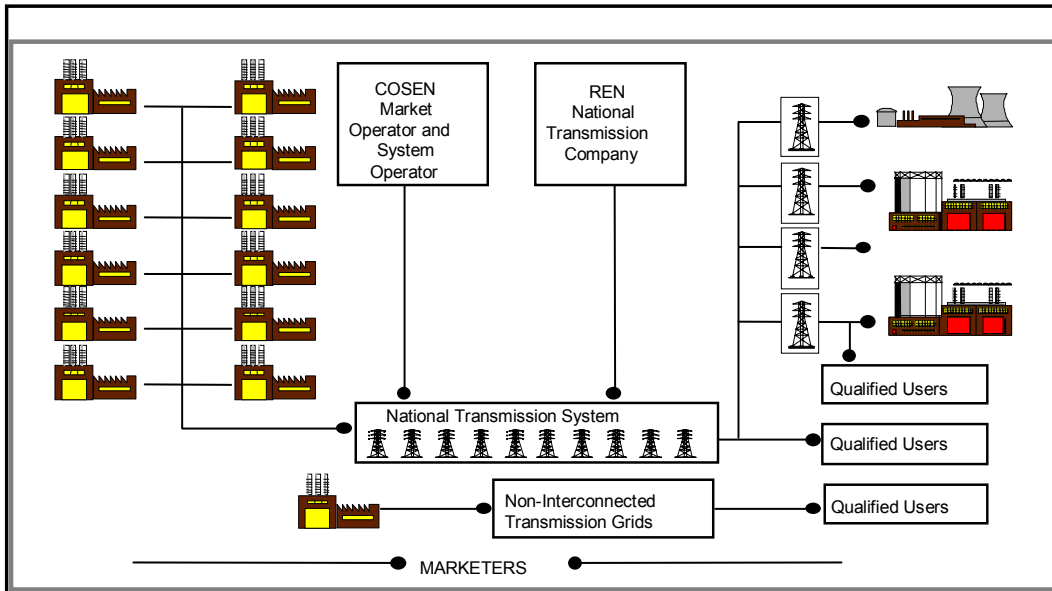 COSEN
Market
Operator and
System
Operator
REN
National
Transmission
Company
Qualified Users
National Transmission System
Qualified Users
Non-Interconnected
Transmission Grids
Qualified Users
MARKETERS